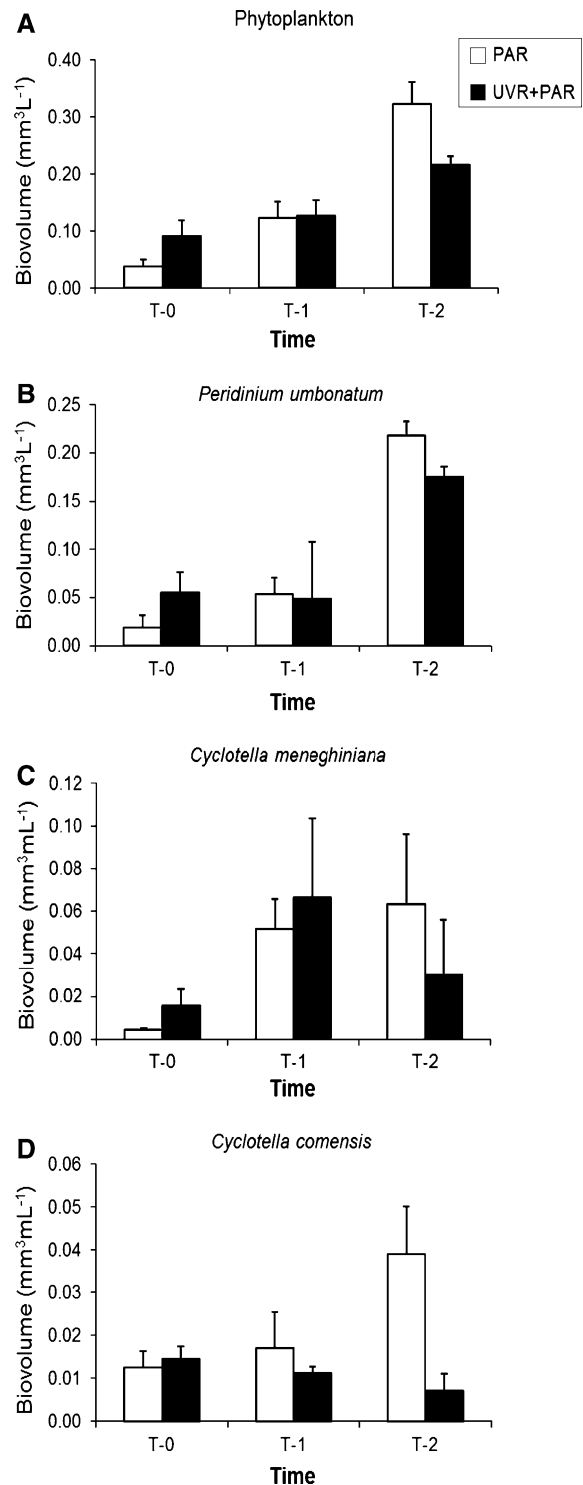 A
Phytoplankton
PAR
UVR+PAR
Biovolume (mm³L⁻¹)
0.40
0.30
0.20
0.10
0.00
T-0 T-1 T-2
Time
B
Peridinium umbonatum
Biovolume (mm³L⁻¹)
0.25
0.20
0.15
0.10
0.05
0.00
T-0 T-1 T-2
Time
C
Cyclotella meneghiniana
Biovolume (mm³mL⁻¹)
0.12
0.10
0.08
0.06
0.04
0.02
0.00
T-0 T-1 T-2
Time
D
Cyclotella comensis
Biovolume (mm³mL⁻¹)
0.06
0.05
0.04
0.03
0.02
0.01
0.00
T-0 T-1 T-2
Time